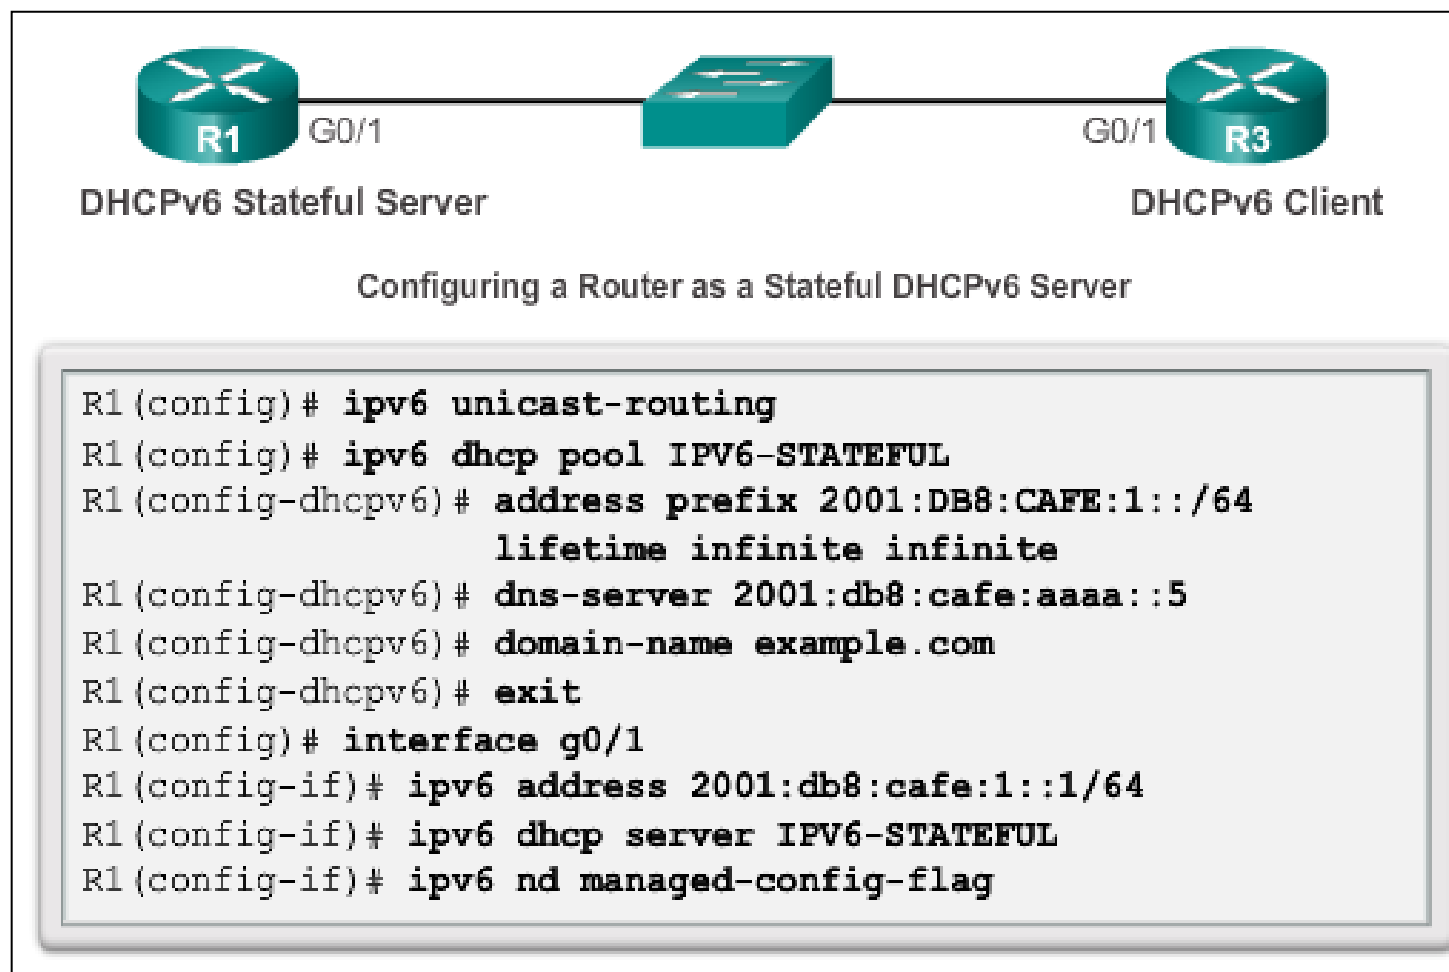 R1 G0/1 G0/1 R3
DHCPv6 Stateful Server DHCPv6 Client
Configuring a Router as a Stateful DHCPv6 Server
R1(config)# ipv6 unicast-routing
R1(config)# ipv6 dhcp pool IPV6-STATEFUL
R1(config-dhcpv6)# address prefix 2001:DB8:CAFE:1::/64
lifetime infinite infinite
R1(config-dhcpv6)# dns-server 2001:db8:cafe:aaaa::5
R1(config-dhcpv6)# domain-name example.com
R1(config-dhcpv6)# exit
R1(config)# interface g0/1
R1(config-if)# ipv6 address 2001:db8:cafe:1::1/64
R1(config-if)# ipv6 dhcp server IPV6-STATEFUL
R1(config-if)# ipv6 nd managed-config-flag